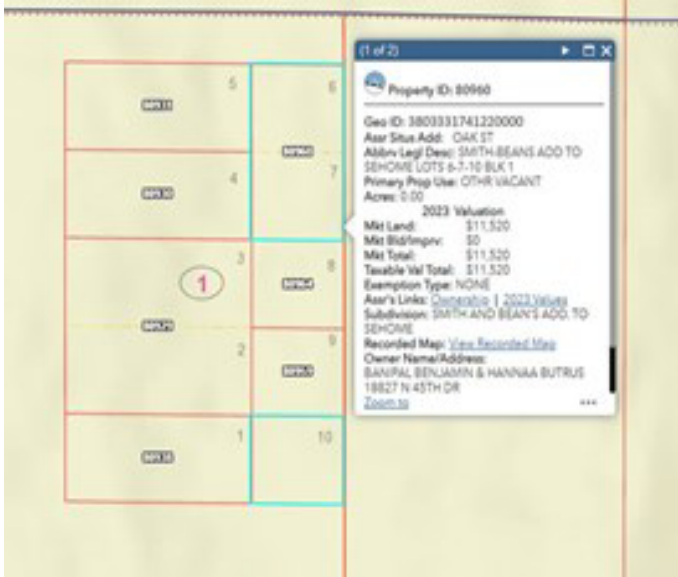 (1 of 2)
Property ID: 80960
Geo ID: 3803331741220000
Assr Situs Add: OAK ST
Abbrv Legl Desc: SMITH-BEANS ADD TO
SEHOME LOTS 6-7-10 BLK 1
Primary Prop Use: OTHR VACANT
Acres: 0.00
2023 Valuation
Mkt Land: $11,520
Mkt Bld/Imprv: $0
Mkt Total: $11,520
Taxable Val Total: $11,520
Exemption Type: NONE
Assr's Links: Ownership | 2023 Values
Subdivision: SMITH AND BEAN'S ADD. TO
SEHOME
Recorded Map: View Recorded Map
Owner Name/Address:
BANIPAL BENJAMIN & HANNAA BUTRUS
18827 N 45TH DR
Zoom to
5
6
80960
4
7
3
8
1
80964
2
9
1
10